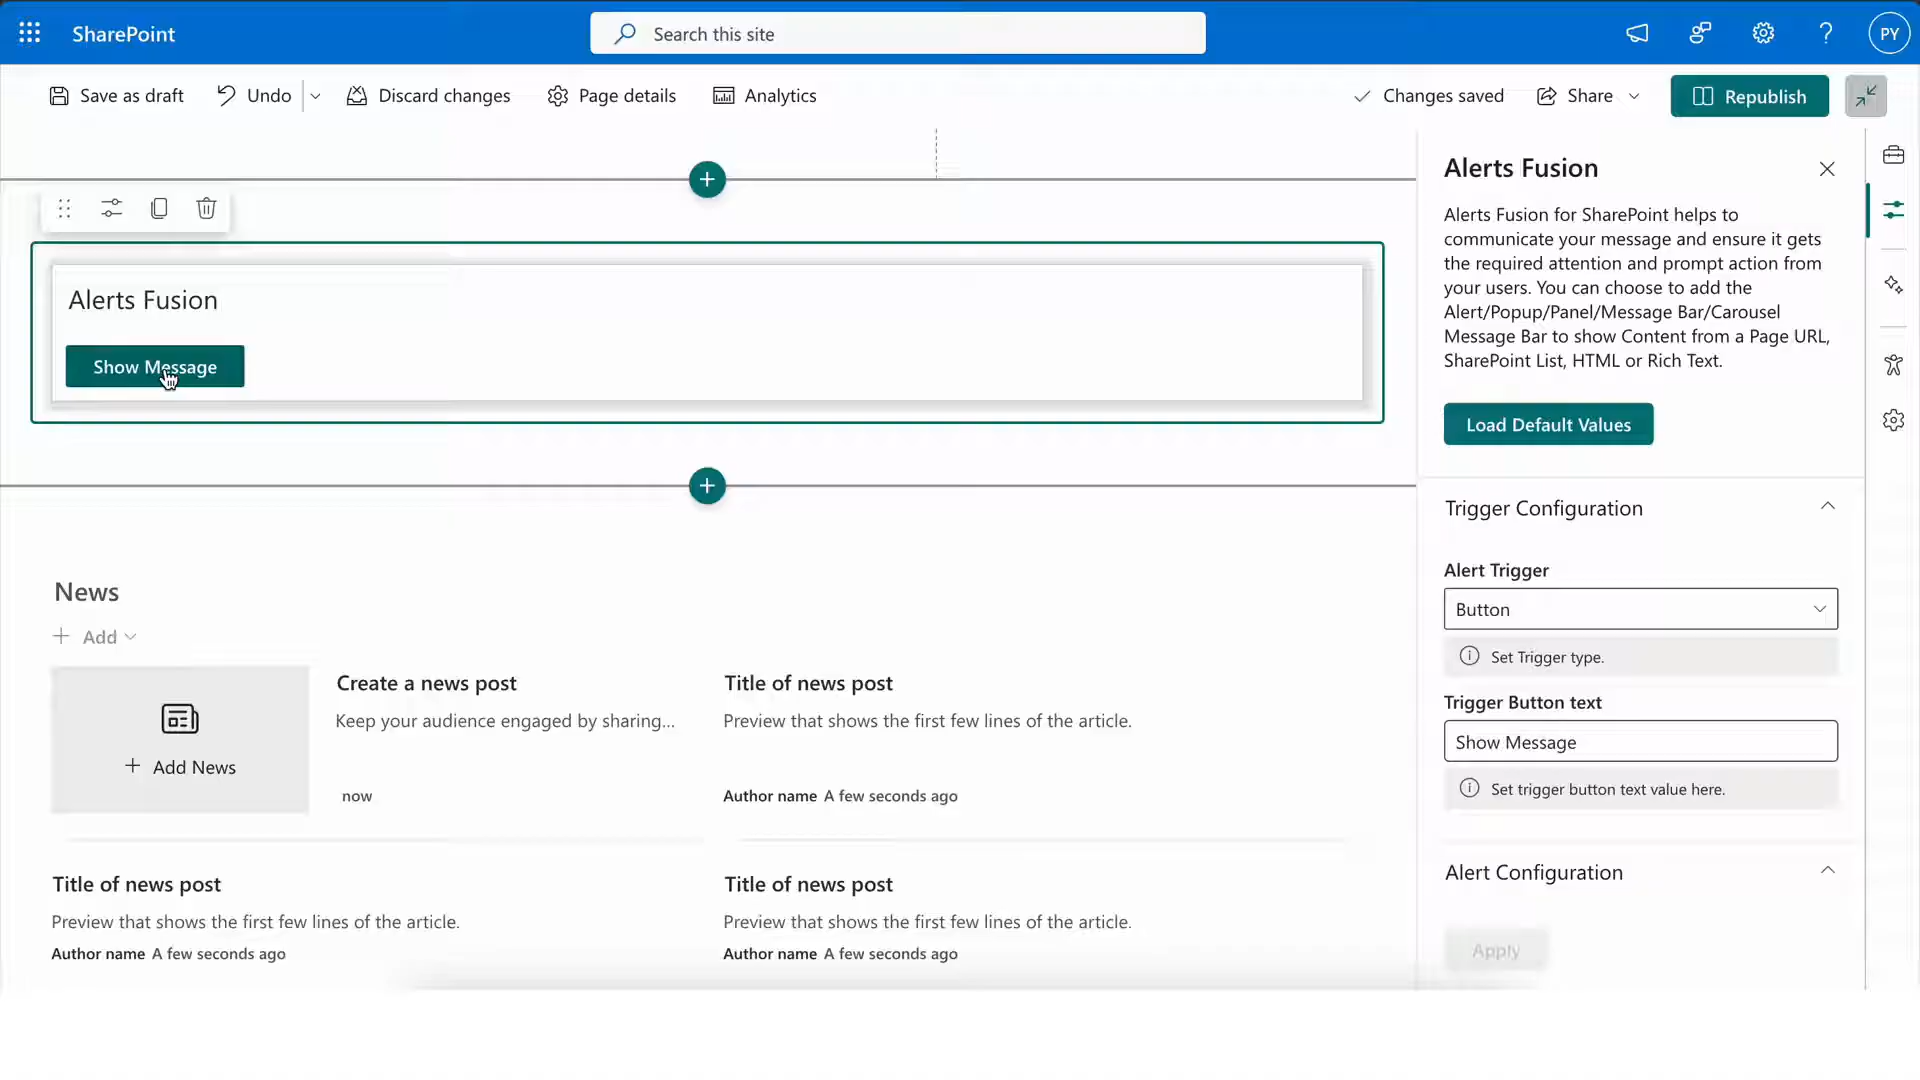 SharePoint
Search this site
PY
Save as draft
Undo
Discard changes
Page details
Analytics
Changes saved
Share
Republish
Alerts Fusion
Show Message
News
Add
Add News
Create a news post
Keep your audience engaged by sharing...
now
Title of news post
Preview that shows the first few lines of the article.
Author name A few seconds ago
Title of news post
Preview that shows the first few lines of the article.
Author name A few seconds ago
Title of news post
Preview that shows the first few lines of the article.
Author name A few seconds ago
Alerts Fusion
Alerts Fusion for SharePoint helps to
communicate your message and ensure it gets
the required attention and prompt action from
your users. You can choose to add the
Alert/Popup/Panel/Message Bar/Carousel
Message Bar to show Content from a Page URL,
SharePoint List, HTML or Rich Text.
Load Default Values
Trigger Configuration
Alert Trigger
Button
Set Trigger type.
Trigger Button text
Show Message
Set trigger button text value here.
Alert Configuration
Apply